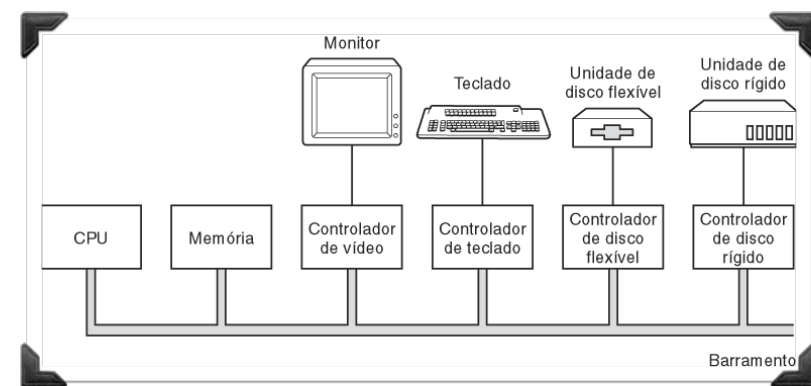 Monitor
Teclado
Unidade de
disco flexível
Unidade de
disco rígido
CPU
Memória
Controlador
de vídeo
Controlador
de teclado
Controlador
de disco
flexível
Controlador
de disco
rígido
Barramento